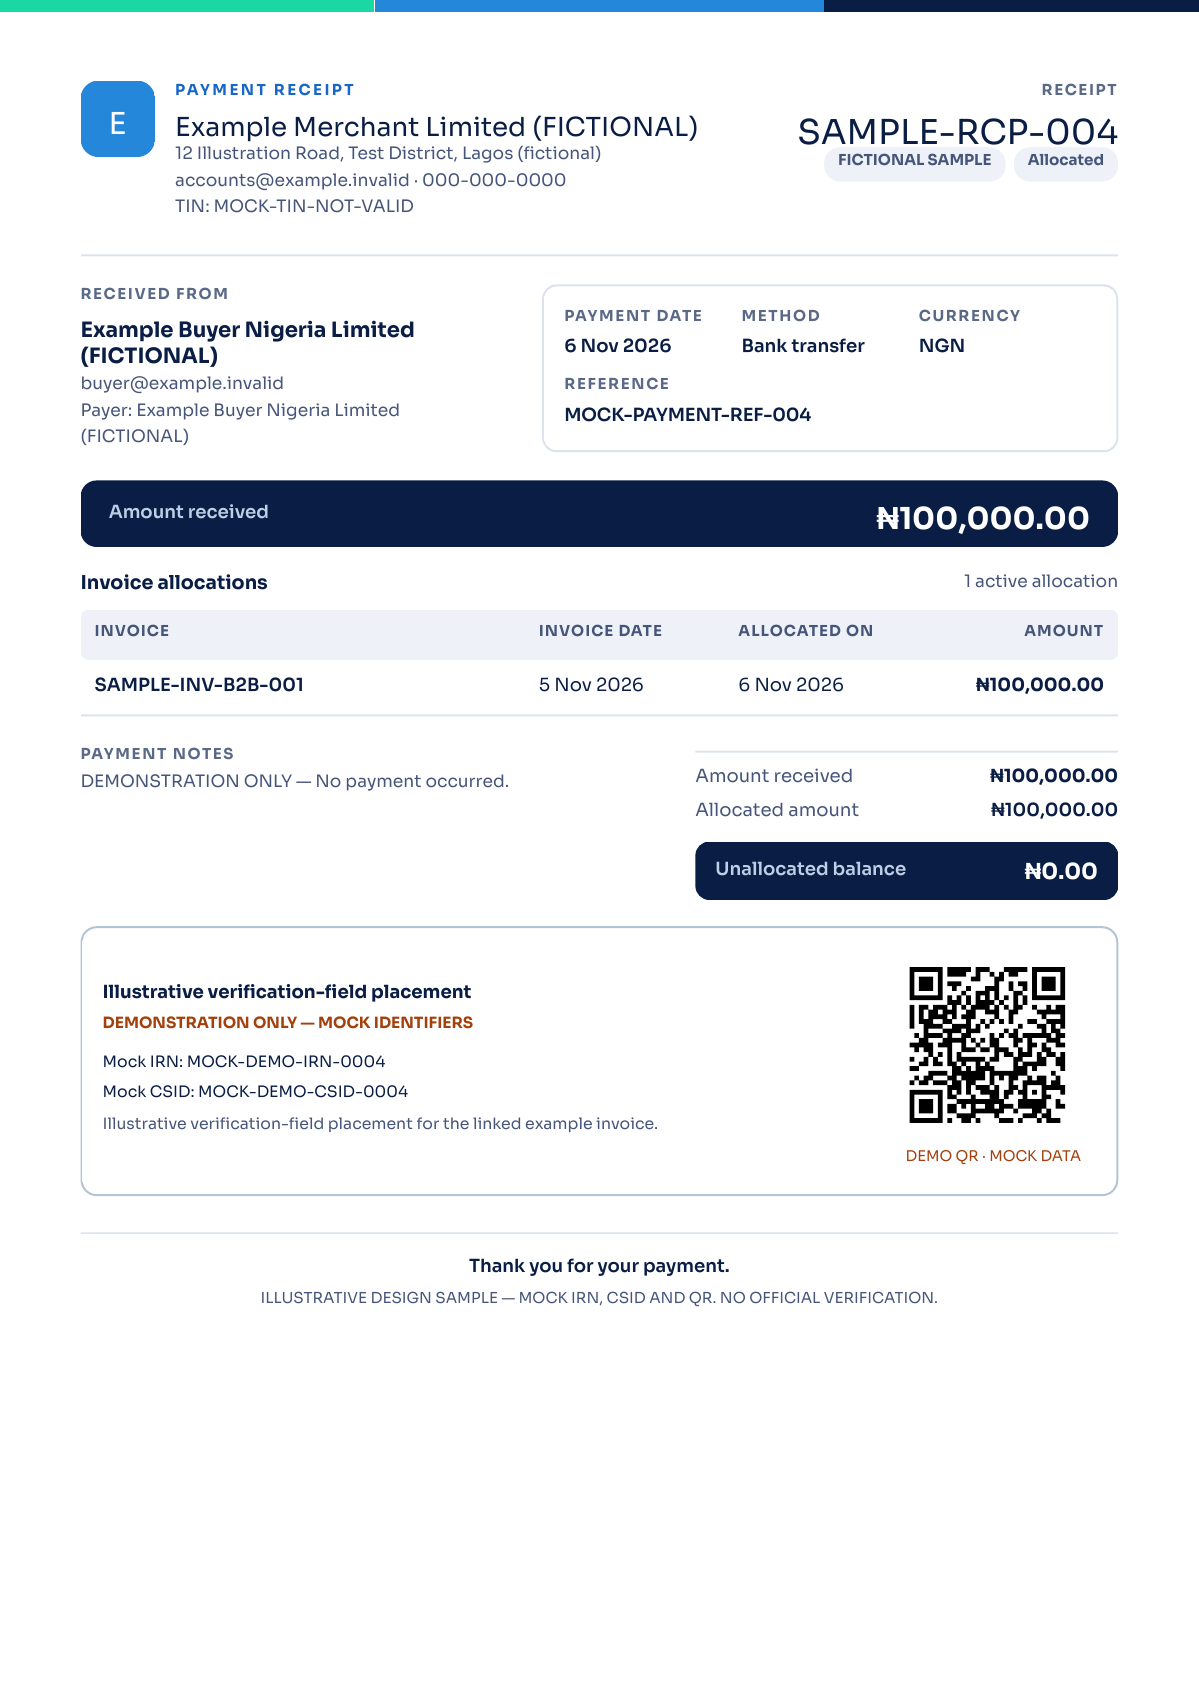 E
PAYMENT RECEIPT
Example Merchant Limited (FICTIONAL)
12 Illustration Road, Test District, Lagos (fictional)
accounts@example.invalid · 000-000-0000
TIN: MOCK-TIN-NOT-VALID
RECEIPT
SAMPLE-RCP-004
FICTIONAL SAMPLE Allocated
RECEIVED FROM
Example Buyer Nigeria Limited
(FICTIONAL)
buyer@example.invalid
Payer: Example Buyer Nigeria Limited
(FICTIONAL)
PAYMENT DATE METHOD CURRENCY
6 Nov 2026 Bank transfer NGN
REFERENCE
MOCK-PAYMENT-REF-004
Amount received ₦100,000.00
Invoice allocations 1 active allocation
INVOICE INVOICE DATE ALLOCATED ON AMOUNT
SAMPLE-INV-B2B-001 5 Nov 2026 6 Nov 2026 ₦100,000.00
PAYMENT NOTES
DEMONSTRATION ONLY — No payment occurred.
Amount received ₦100,000.00
Allocated amount ₦100,000.00
Unallocated balance ₦0.00
Illustrative verification-field placement
DEMONSTRATION ONLY — MOCK IDENTIFIERS
Mock IRN: MOCK-DEMO-IRN-0004
Mock CSID: MOCK-DEMO-CSID-0004
Illustrative verification-field placement for the linked example invoice.
DEMO QR · MOCK DATA
Thank you for your payment.
ILLUSTRATIVE DESIGN SAMPLE — MOCK IRN, CSID AND QR. NO OFFICIAL VERIFICATION.